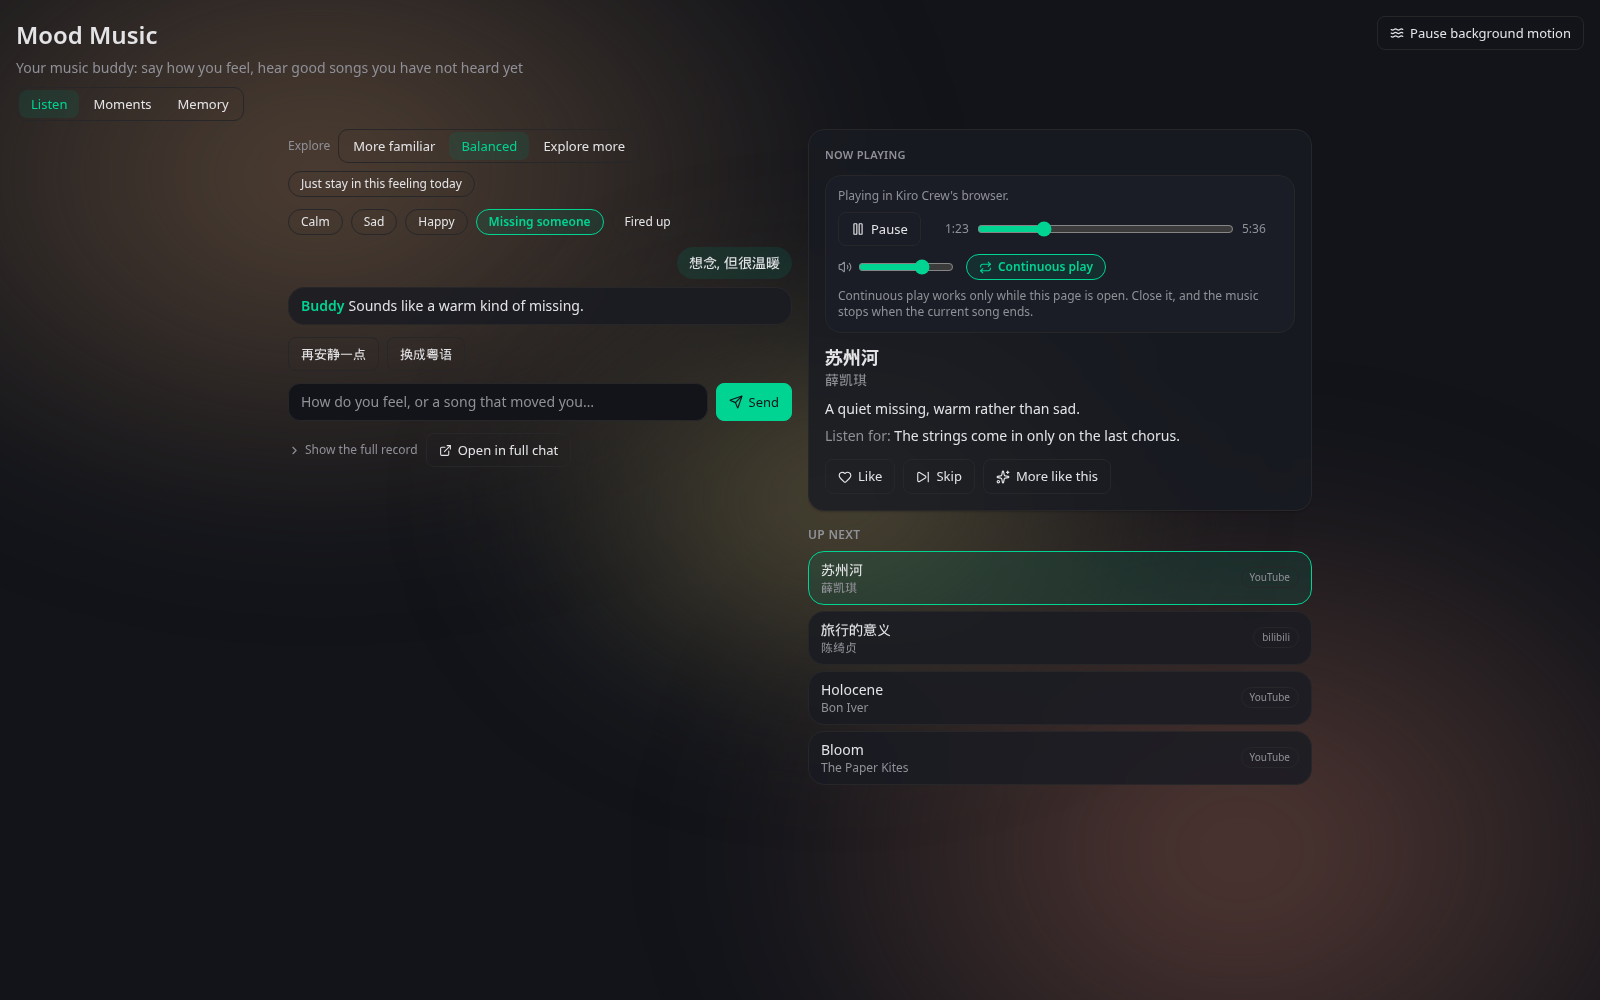 Mood Music
Pause background motion
Your music buddy: say how you feel, hear good songs you have not heard yet
Listen Moments Memory
Explore More familiar Balanced Explore more
Just stay in this feeling today
Calm Sad Happy Missing someone Fired up
想念, 但很温暖
Buddy Sounds like a warm kind of missing.
再安静一点 换成粤语
How do you feel, or a song that moved you...
Send
Show the full record Open in full chat
NOW PLAYING
Playing in Kiro Crew's browser.
Pause 1:23 5:36
Continuous play
Continuous play works only while this page is open. Close it, and the music
stops when the current song ends.
苏州河
薛凯琪
A quiet missing, warm rather than sad.
Listen for: The strings come in only on the last chorus.
Like Skip More like this
UP NEXT
苏州河
薛凯琪
YouTube
旅行的意义
陈绮贞
bilibili
Holocene
Bon Iver
YouTube
Bloom
The Paper Kites
YouTube